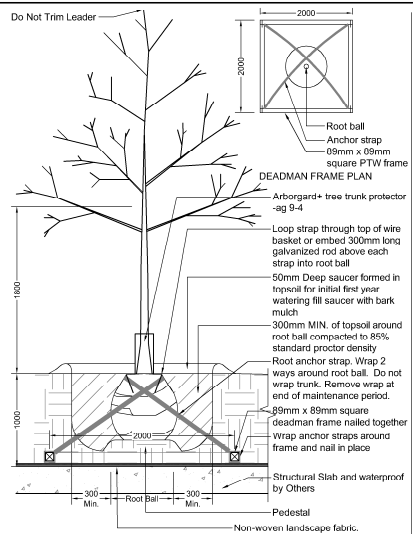 Do Not Trim Leader
2000
2000
Root ball
Anchor strap
09mm x 09mm
square PTW frame
DEADMAN FRAME PLAN
Arborgard+ tree trunk protector
-ag 9-4
Loop strap through top of wire
basket or embed 300mm long
galvanized rod above each
strap into root ball
50mm Deep saucer formed in
topsoil for initial first year
watering fill saucer with bark
mulch
300mm MIN. of topsoil around
root ball compacted to 85%
standard proctor density
Root anchor strap. Wrap 2
ways around root ball. Do not
wrap trunk. Remove wrap at
end of maintenance period.
89mm x 89mm square
deadman frame nailed together
Wrap anchor straps around
frame and nail in place
Structural Slab and waterproof
by Others
Pedestal
Non-woven landscape fabric.
1800
1000
2000
300
Min.
Root Ball
300
Min.